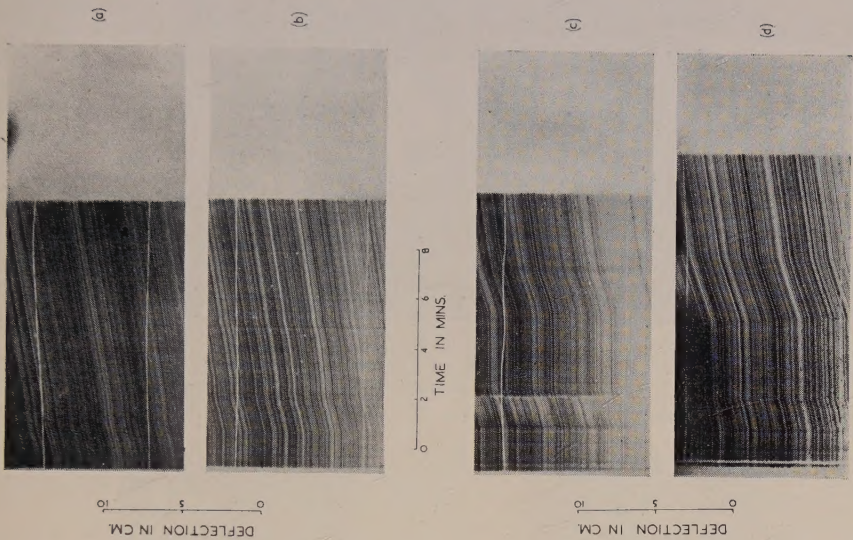 (a)
(b)
(c)
(d)
0 2 4 6 8
TIME IN MINS.
10 5 0
DEFLECTION IN CM.
10 5 0
DEFLECTION IN CM.